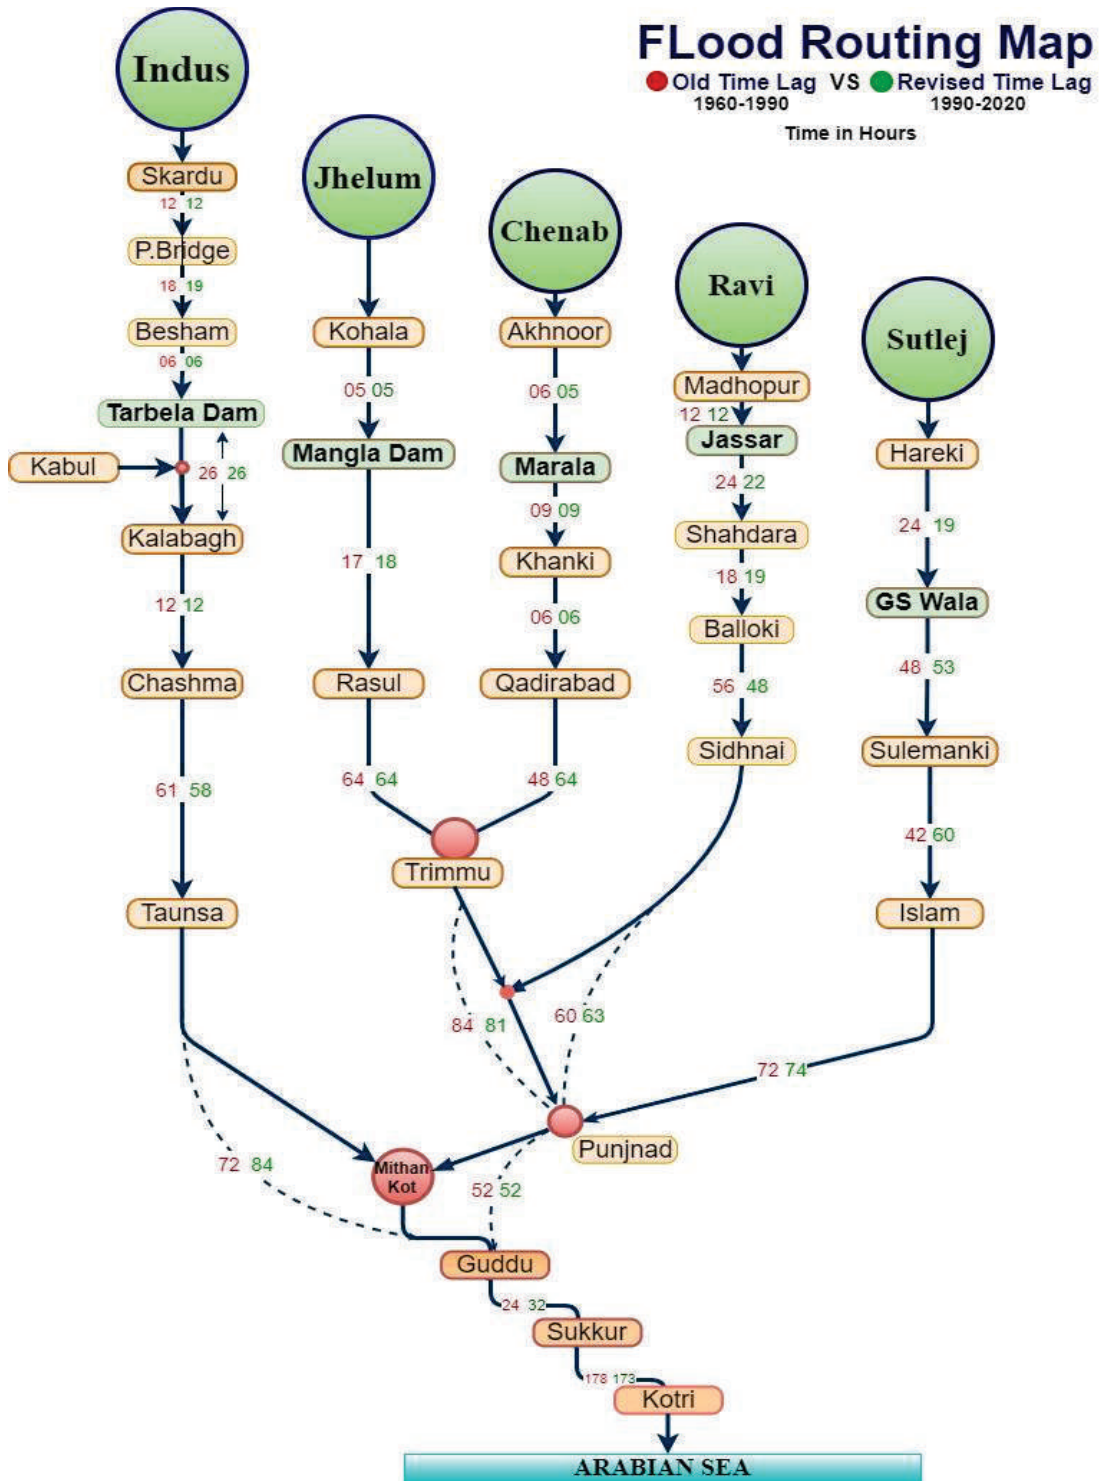 FLood Routing Map
Old Time Lag VS Revised Time Lag
1960-1990 1990-2020
Time in Hours
Indus
Skardu
12 12
P.Bridge
18 19
Besham
06 06
Tarbela Dam
Kabul
26 26
Kalabagh
12 12
Chashma
61 58
Taunsa
72 84
Jhelum
Kohala
05 05
Mangla Dam
17 18
Rasul
64 64
Chenab
Akhnoor
06 05
Marala
09 09
Khanki
06 06
Qadirabad
48 64
Trimmu
84 81
Ravi
Madhopur
12 12
Jassar
24 22
Shahdara
18 19
Balloki
56 48
Sidhnai
60 63
Sutlej
Hareki
24 19
GS Wala
48 53
Sulemanki
42 60
Islam
72 74
Punjnad
Mithan
Kot
52 52
Guddu
24 32
Sukkur
178 173
Kotri
ARABIAN SEA